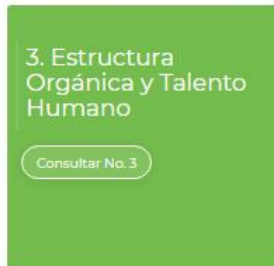 3. Estructura
Orgánica y Talento
Humano
Consultar No. 3